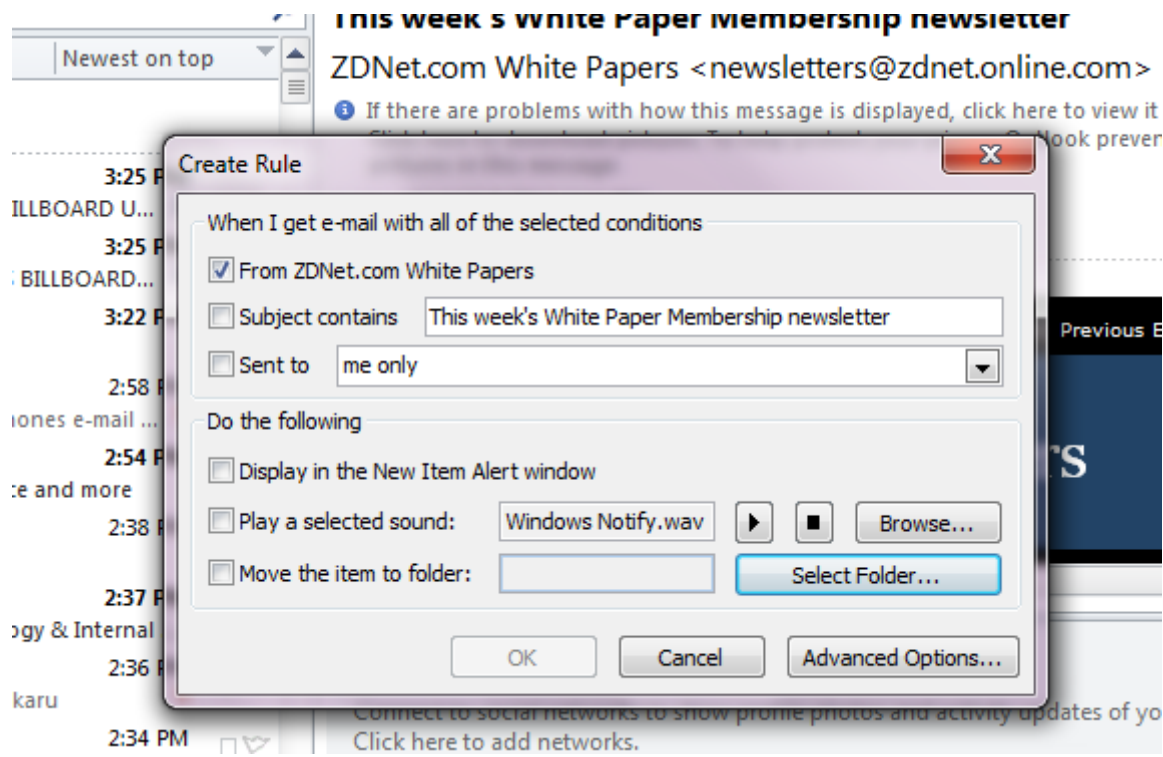 This week's White Paper Membership newsletter
Newest on top
ZDNet.com White Papers <newsletters@zdnet.online.com>
If there are problems with how this message is displayed, click here to view it
Create Rule
3:25 P
ILLBOARD U...
3:25 P
BILLBOARD...
3:22 P
2:58 P
ones e-mail ...
2:54 P
te and more
2:38 P
2:37 P
ogy & Internal
2:36 P
karu
2:34 PM
When I get e-mail with all of the selected conditions
From ZDNet.com White Papers
Subject contains This week's White Paper Membership newsletter
Sent to me only
Do the following
Display in the New Item Alert window
Play a selected sound: Windows Notify.wav Browse...
Move the item to folder: Select Folder...
OK Cancel Advanced Options...
Previous E
rs
Connect to social networks to show profile photos and activity updates of yo
Click here to add networks.